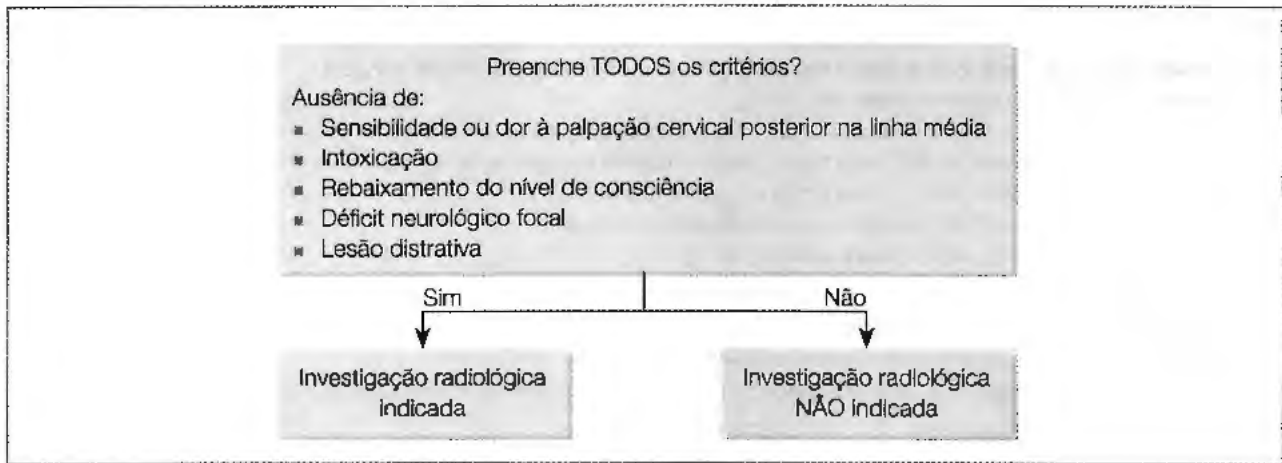 Preenche TODOS os critérios?
Ausência de:
▪ Sensibilidade ou dor à palpação cervical posterior na linha média
▪ Intoxicação
▪ Rebaixamento do nível de consciência
▪ Déficit neurológico focal
▪ Lesão distrativa
Sim
Não
Investigação radiológica
indicada
Investigação radiológica
NÃO indicada